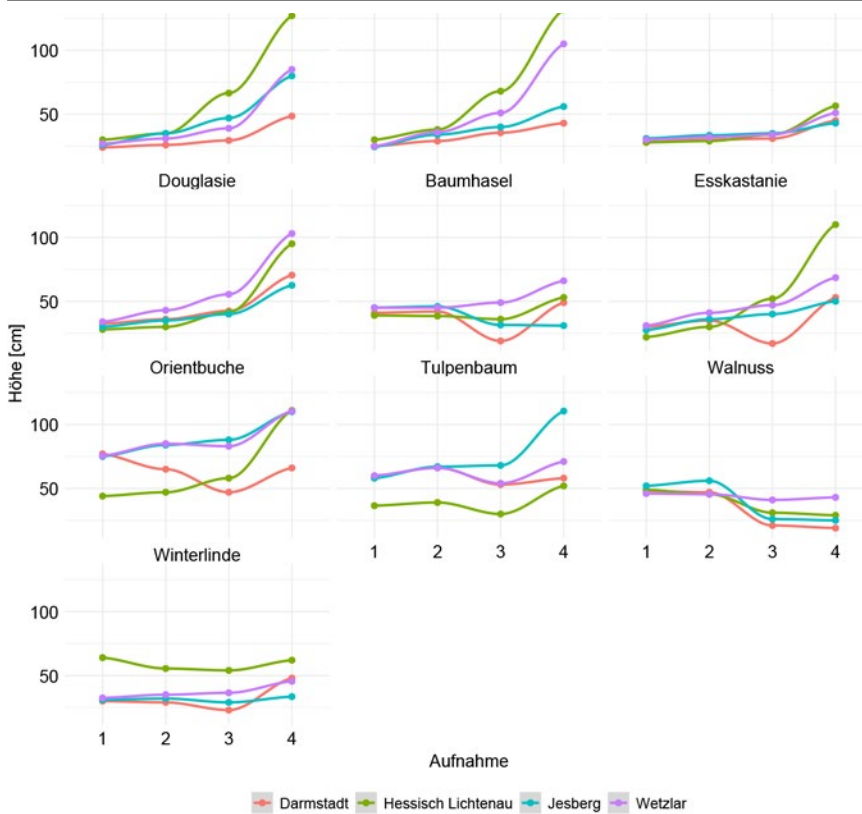 100
50
Douglasie Baumhasel Esskastanie
100
50
Orientbuche Tulpenbaum Walnuss
100
50
Winterlinde 1 2 3 4 1 2 3 4
100
50
1 2 3 4
Höhe [cm]
Aufnahme
Darmstadt Hessisch Lichtenau Jesberg Wetzlar